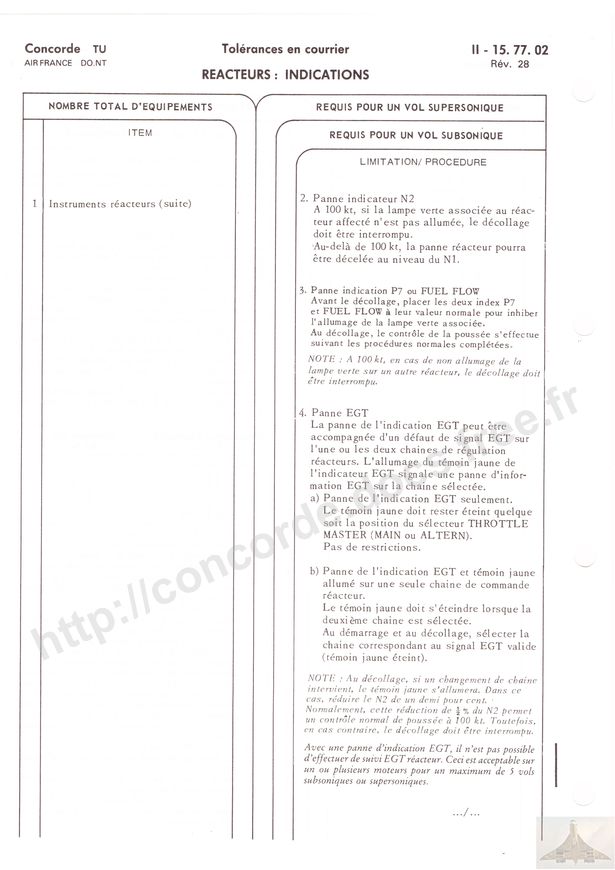 Concorde TU
Tolérances en courrier
II - 15. 77. 02
AIR FRANCE DO.NT
Rév. 28
REACTEURS : INDICATIONS
NOMBRE TOTAL D'EQUIPEMENTS
REQUIS POUR UN VOL SUPERSONIQUE
ITEM
REQUIS POUR UN VOL SUBSONIQUE
LIMITATION/ PROCEDURE
1 Instruments réacteurs (suite)
2. Panne indicateur N2
A 100 kt, si la lampe verte associée au réac-
teur affecté n'est pas allumée, le décollage
doit être interrompu.
Au-delà de 100 kt, la panne réacteur pourra
être décelée au niveau du N1.
3. Panne indication P7 ou FUEL FLOW
Avant le décollage, placer les deux index P7
et FUEL FLOW à leur valeur normale pour inhiber
l'allumage de la lampe verte associée.
Au décollage, le contrôle de la poussée s'effectue
suivant les procédures normales complétées.
NOTE : A 100 kt, en cas de non allumage de la
lampe verte sur un autre réacteur, le décollage doit
être interrompu.
4. Panne EGT
La panne de l'indication EGT peut être
accompagnée d'un défaut de signal EGT sur
l'une ou les deux chaines de régulation
réacteurs. L'allumage du témoin jaune de
l'indicateur EGT signale une panne d'infor-
mation EGT sur la chaine sélectée.
a) Panne de l'indication EGT seulement.
Le témoin jaune doit rester éteint quelque
soit la position du sélecteur THROTTLE
MASTER (MAIN ou ALTERN).
Pas de restrictions.
b) Panne de l'indication EGT et témoin jaune
allumé sur une seule chaine de commande
réacteur.
Le témoin jaune doit s'éteindre lorsque la
deuxième chaine est sélectée.
Au démarrage et au décollage, sélecter la
chaine correspondant au signal EGT valide
(témoin jaune éteint).
NOTE : Au décollage, si un changement de chaine
intervient, le témoin jaune s'allumera. Dans ce
cas, réduire le N2 de un demi pour cent.
Normalement, cette réduction de ½ % du N2 permet
un contrôle normal de poussée à 100 kt. Toutefois,
en cas contraire, le décollage doit être interrompu.
Avec une panne d'indication EGT, il n'est pas possible
d'effectuer de suivi EGT réacteur. Ceci est acceptable sur
un ou plusieurs moteurs pour un maximum de 5 vols
subsoniques ou supersoniques.
.../...
http://concorde.docs.free.fr